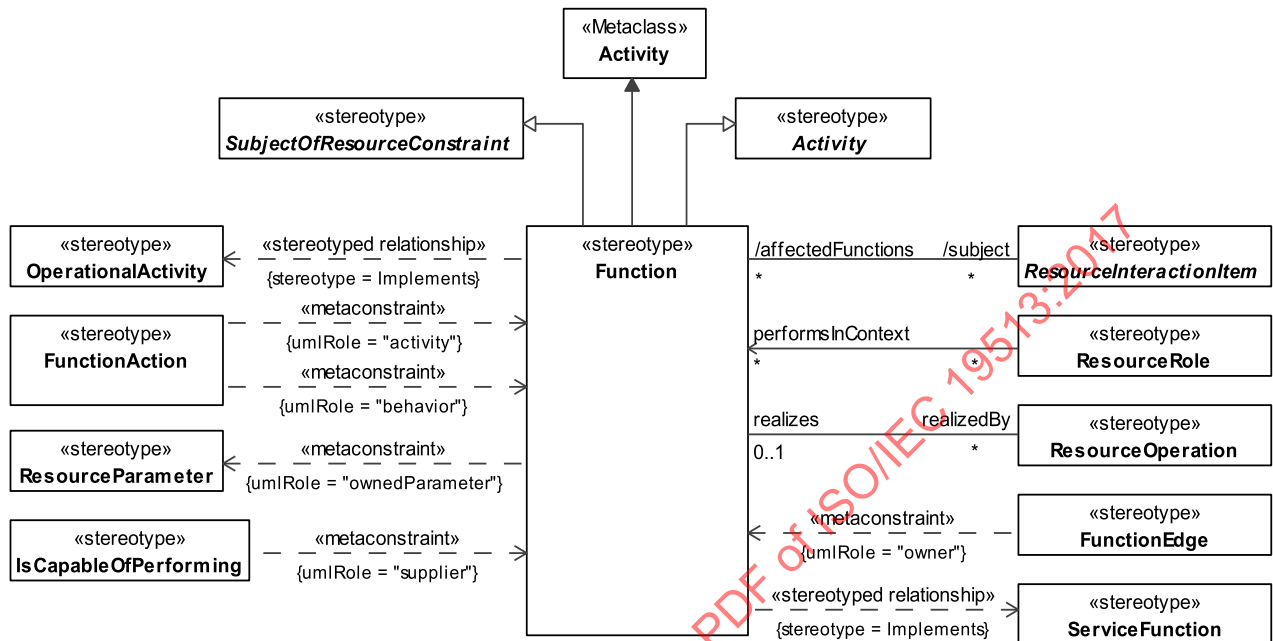 «Metaclass»
Activity
«stereotype»
SubjectOfResourceConstraint
«stereotype»
Activity
«stereotype»
OperationalActivity
«stereotyped relationship»
{stereotype = Implements}
«stereotype»
FunctionAction
«metaconstraint»
{umlRole = "activity"}
«metaconstraint»
{umlRole = "behavior"}
«stereotype»
ResourceParameter
«metaconstraint»
{umlRole = "ownedParameter"}
«stereotype»
IsCapableOfPerforming
«metaconstraint»
{umlRole = "supplier"}
«stereotype»
Function
/affectedFunctions /subject
* *
«stereotype»
ResourceInteractionItem
performsInContext
* *
«stereotype»
ResourceRole
realizes realizedBy
0..1 *
«stereotype»
ResourceOperation
«metaconstraint»
{umlRole = "owner"}
«stereotype»
FunctionEdge
«stereotyped relationship»
{stereotype = Implements}
«stereotype»
ServiceFunction
PDF of ISO/IEC 19513:2017